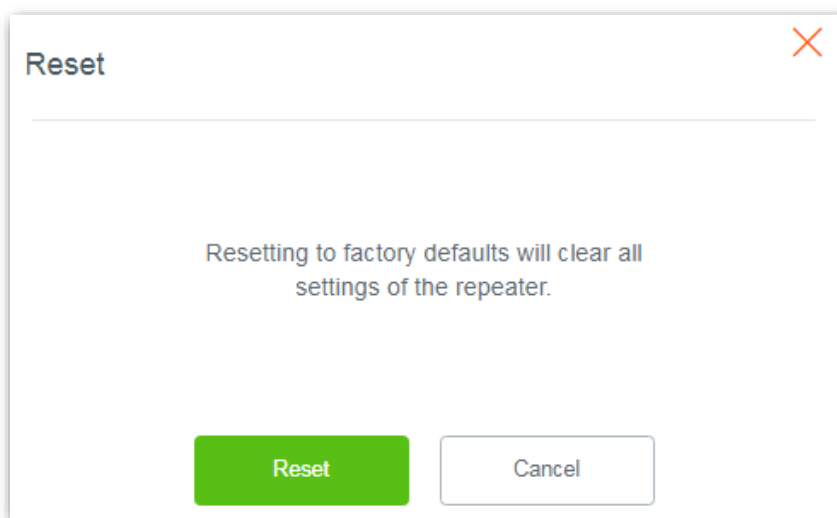 Reset
Resetting to factory defaults will clear all
settings of the repeater.
Reset
Cancel